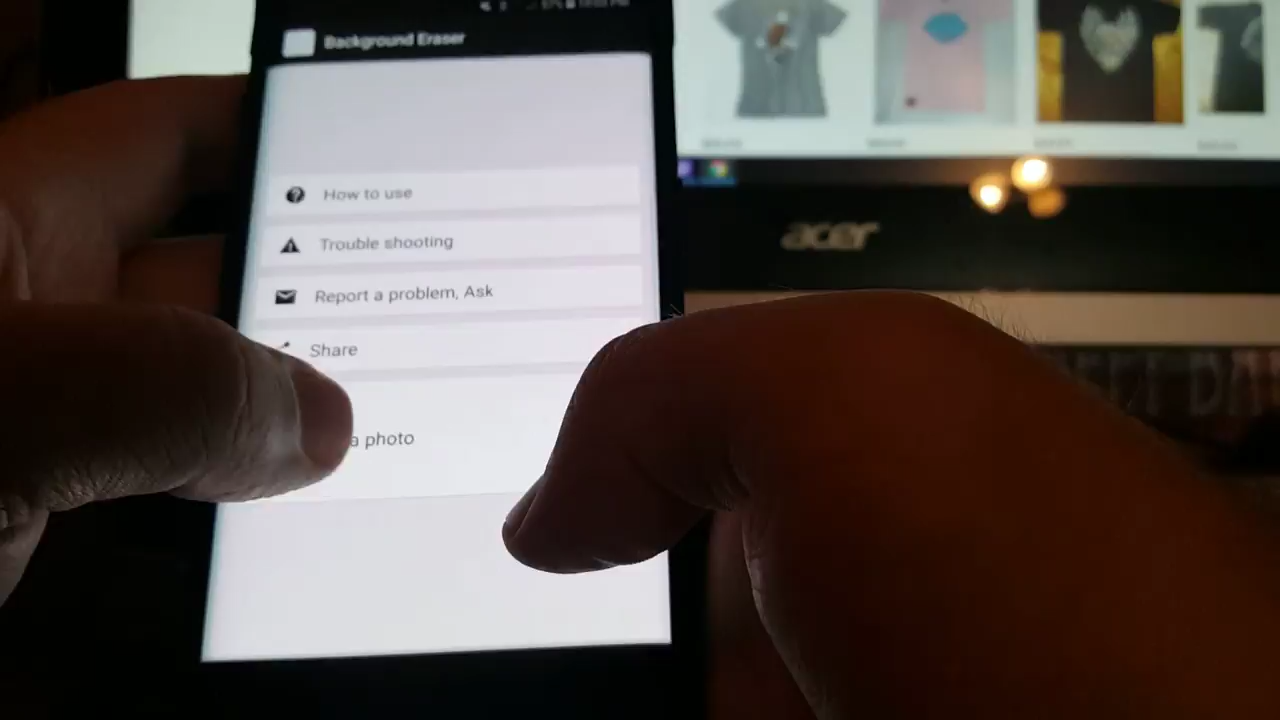 Background Eraser
How to use
Trouble shooting
Report a problem, Ask
Share
a photo
acer